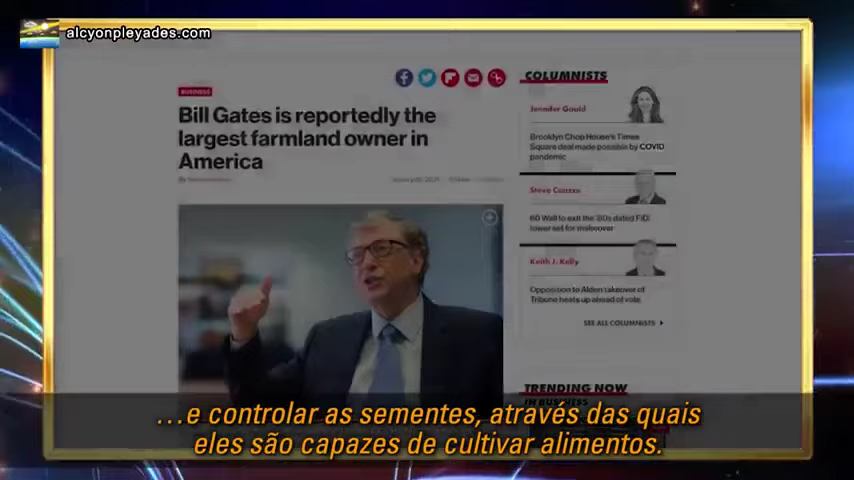 alcyonpleyades.com
BUSINESS
Bill Gates is reportedly the
largest farmland owner in
America
By
COLUMNISTS
Jennifer Gould
Brooklyn Chop House's Times
Square deal made possible by COVID
pandemic
Steve Cuozzo
60 Wall to exit the '80s dated FiDi
tower set for makeover
Keith J. Kelly
Opposition to Alden takeover of
Tribune heats up ahead of vote
SEE ALL COLUMNISTS
TRENDING NOW
IN BUSINESS
…e controlar as sementes, através das quais
eles são capazes de cultivar alimentos.